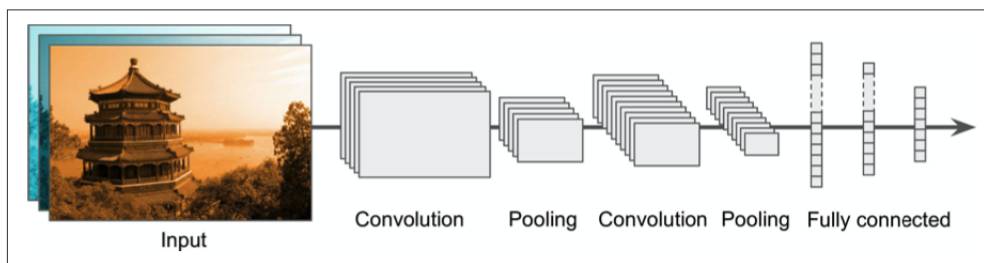 Input
Convolution
Pooling
Convolution
Pooling
Fully connected